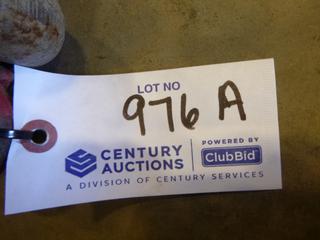 LOT NO
976 A
CENTURY AUCTIONS
POWERED BY
ClubBid
A DIVISION OF CENTURY SERVICES